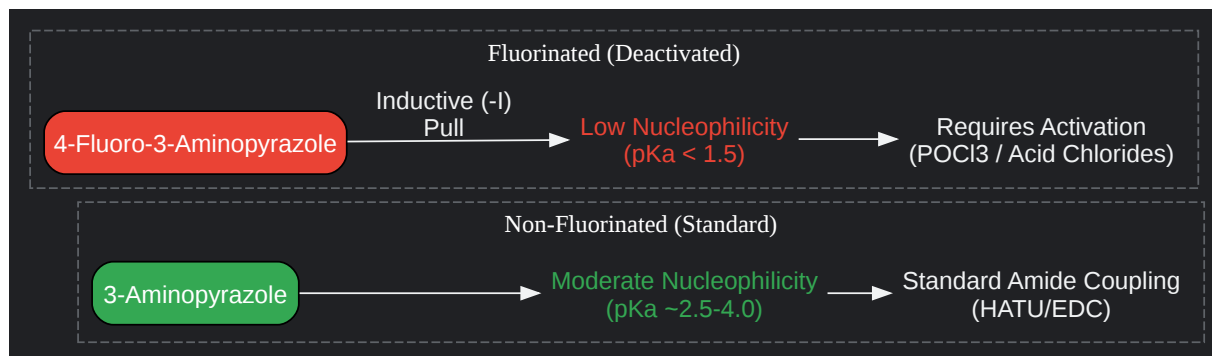 Fluorinated (Deactivated)
4-Fluoro-3-Aminopyrazole
Inductive (-I)
Pull
Low Nucleophilicity
(pKa < 1.5)
Requires Activation
(POCl3 / Acid Chlorides)
Non-Fluorinated (Standard)
3-Aminopyrazole
Moderate Nucleophilicity
(pKa ~2.5-4.0)
Standard Amide Coupling
(HATU/EDC)